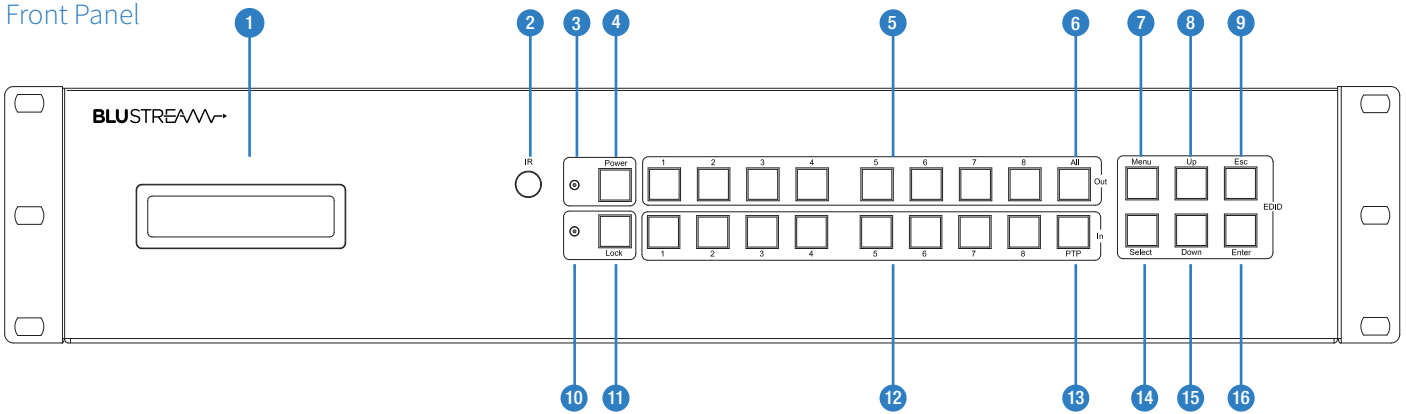 Front Panel
1 2 3 4 5 6 7 8 9
BLUSTREAM
IR
Power 1 2 3 4 5 6 7 8 All
Out
Menu Up Esc
EDID
In
Lock 1 2 3 4 5 6 7 8 PTP
Select Down Enter
10 11 12 13 14 15 16